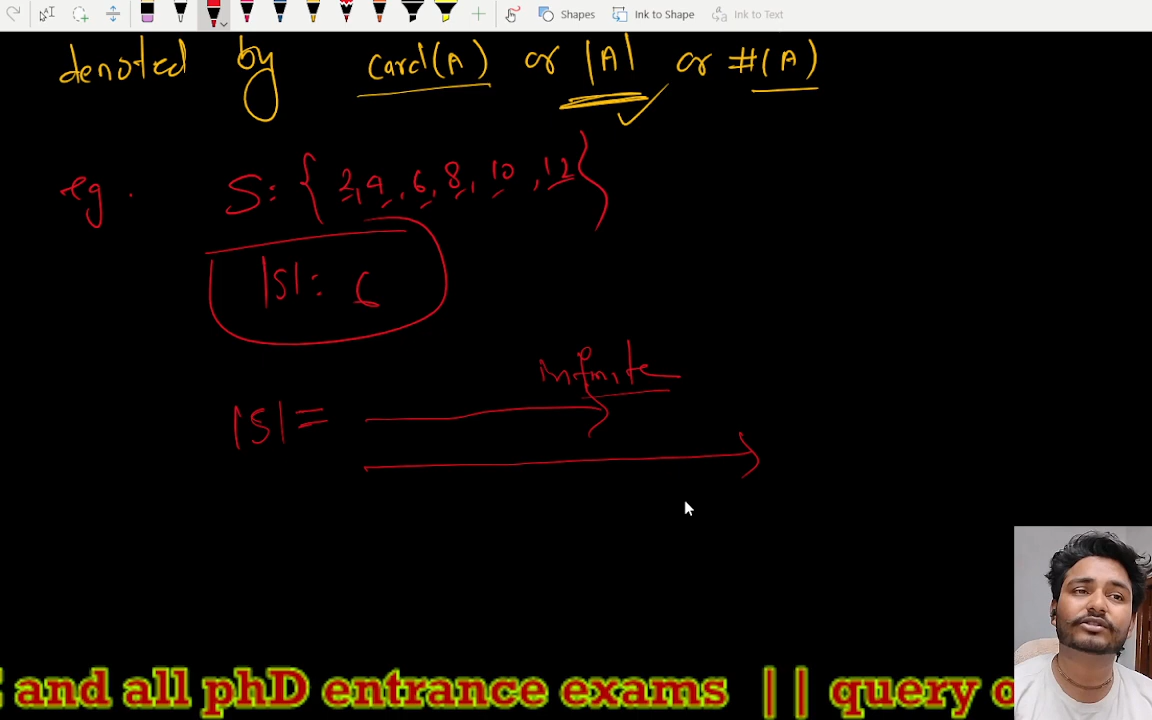 Shapes Ink to Shape Ink to Text
denoted by Card(A) or |A| or #(A)
eg. S: { 2, 4, 6, 8, 10, 12 }
|S|: 6
infinite
|S| =
and all phD entrance exams || query o